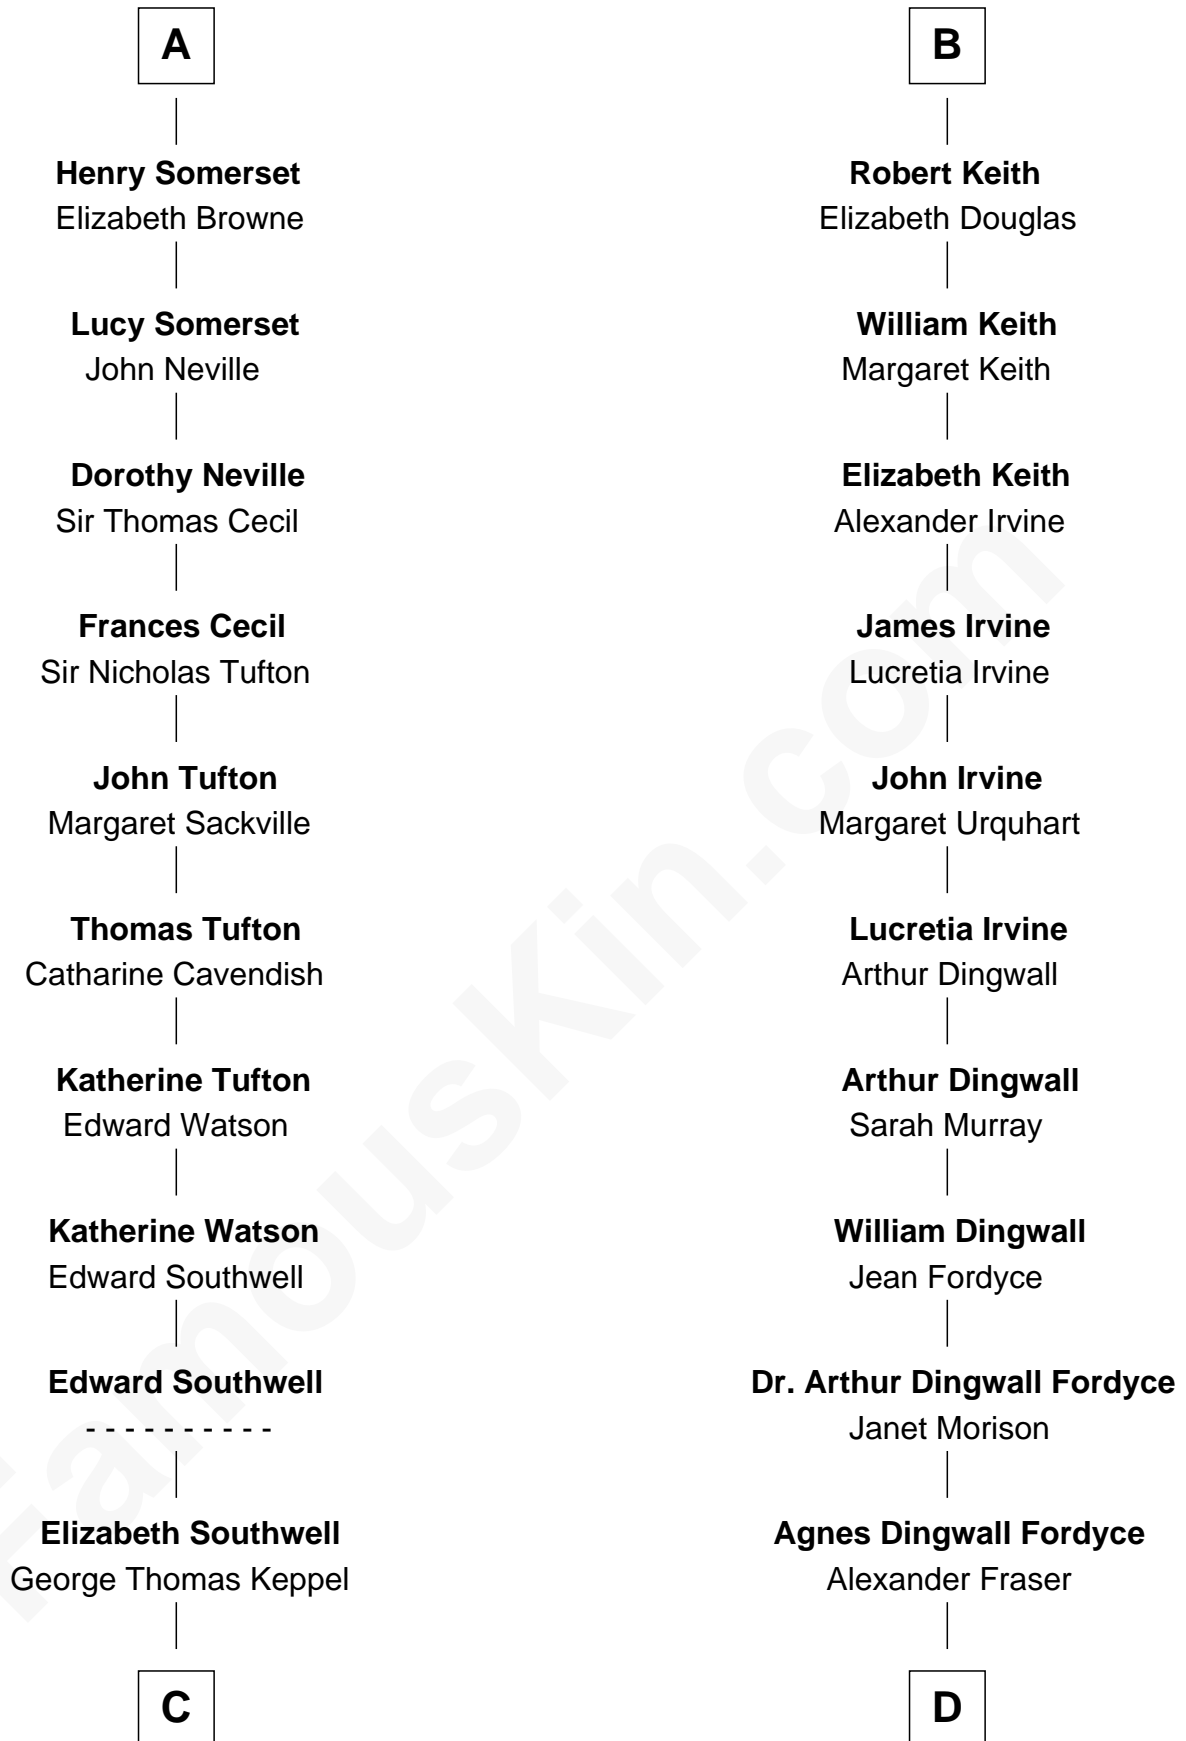 A
Henry Somerset
Elizabeth Browne
Lucy Somerset
John Neville
Dorothy Neville
Sir Thomas Cecil
Frances Cecil
Sir Nicholas Tufton
John Tufton
Margaret Sackville
Thomas Tufton
Catharine Cavendish
Katherine Tufton
Edward Watson
Katherine Watson
Edward Southwell
Edward Southwell
- - - - - - - - - -
Elizabeth Southwell
George Thomas Keppel
C
B
Robert Keith
Elizabeth Douglas
William Keith
Margaret Keith
Elizabeth Keith
Alexander Irvine
James Irvine
Lucretia Irvine
John Irvine
Margaret Urquhart
Lucretia Irvine
Arthur Dingwall
Arthur Dingwall
Sarah Murray
William Dingwall
Jean Fordyce
Dr. Arthur Dingwall Fordyce
Janet Morison
Agnes Dingwall Fordyce
Alexander Fraser
D
FamousKin.com